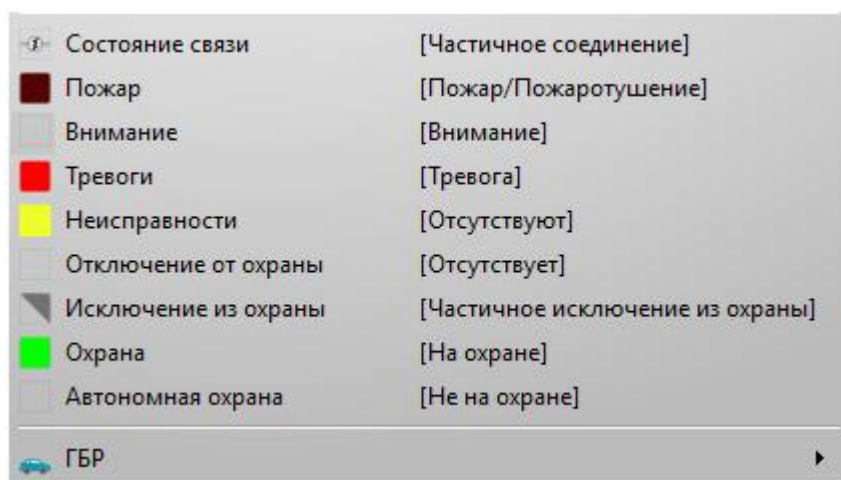 Состояние связи [Частичное соединение]
Пожар [Пожар/Пожаротушение]
Внимание [Внимание]
Тревоги [Тревога]
Неисправности [Отсутствуют]
Отключение от охраны [Отсутствует]
Исключение из охраны [Частичное исключение из охраны]
Охрана [На охране]
Автономная охрана [Не на охране]
ГБР